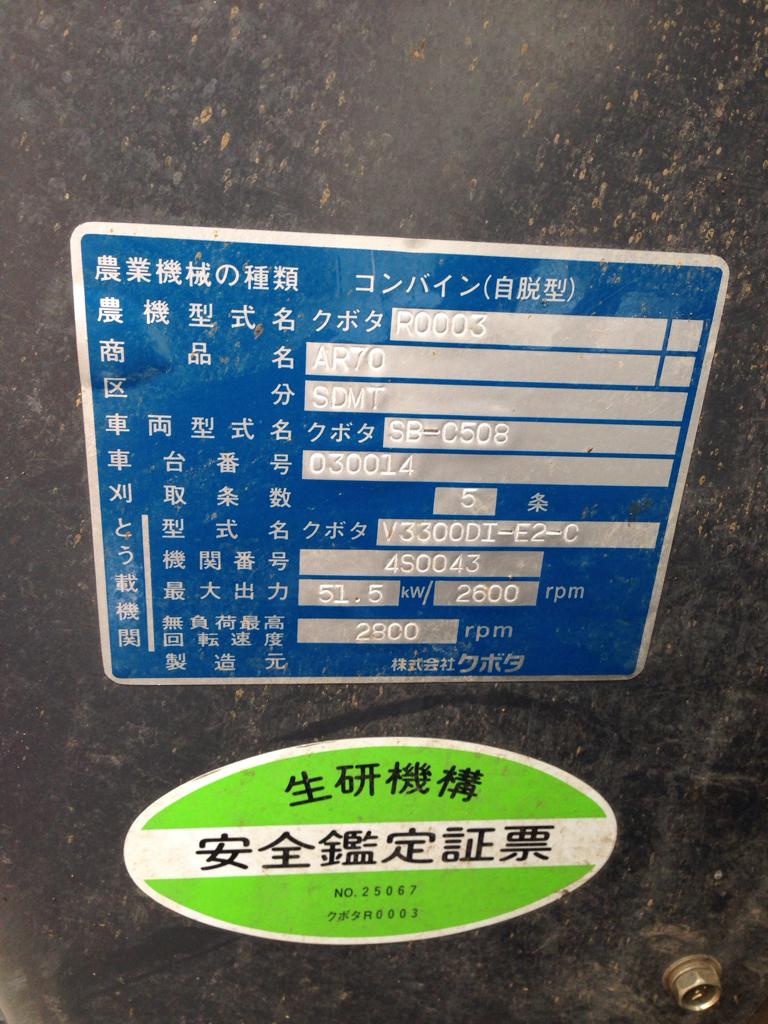 農業機械の種類 コンバイン(自脱型)
農機型式名 クボタ R0003
商品名 AR70
区分 SDMT
車両型式名 クボタ SB-C508
車台番号 030014
刈取条数 5 条
とう載機関
型式名 クボタ V3300DI-E2-C
機関番号 4S0043
最大出力 51.5 kW/ 2600 rpm
無負荷最高回転速度 2800 rpm
製造元 株式会社クボタ
生研機構
安全鑑定証票
NO.25067
クボタR0003